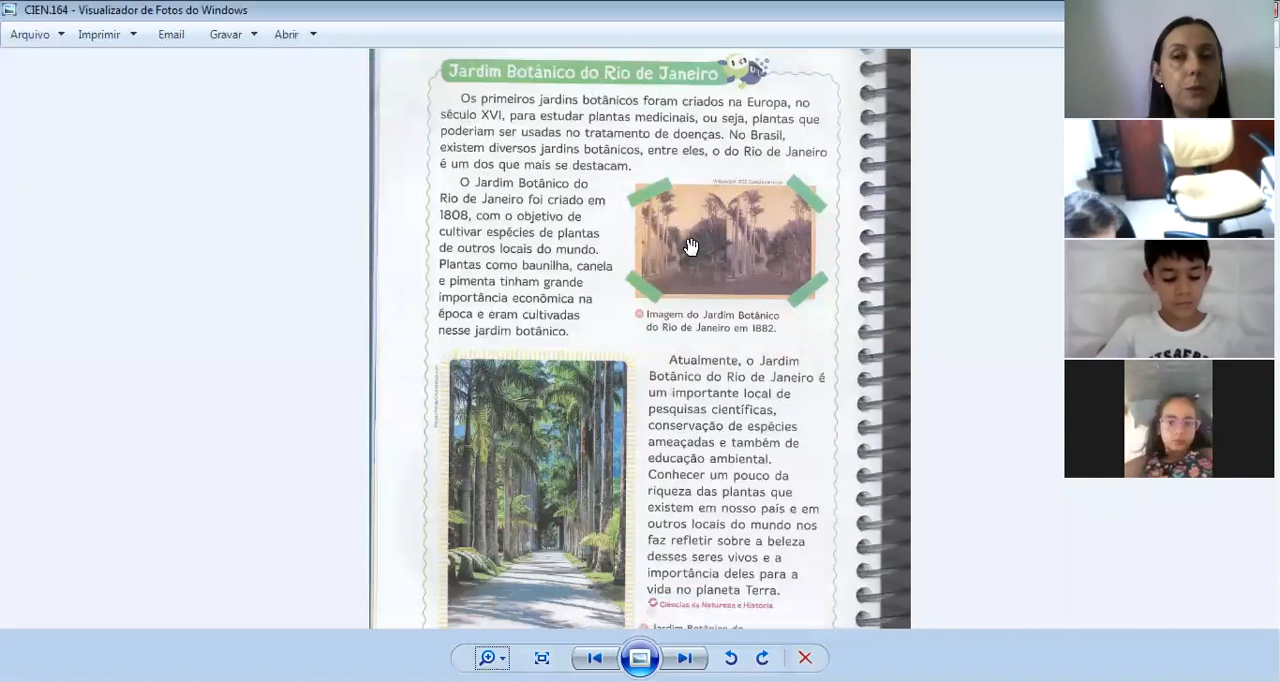 CIEN.164 - Visualizador de Fotos do Windows
Arquivo Imprimir Email Gravar Abrir
Jardim Botânico do Rio de Janeiro
Os primeiros jardins botânicos foram criados na Europa, no
século XVI, para estudar plantas medicinais, ou seja, plantas que
poderiam ser usadas no tratamento de doenças. No Brasil,
existem diversos jardins botânicos, entre eles, o do Rio de Janeiro
é um dos que mais se destacam.
O Jardim Botânico do
Rio de Janeiro foi criado em
1808, com o objetivo de
cultivar espécies de plantas
de outros locais do mundo.
Plantas como baunilha, canela
e pimenta tinham grande
importância econômica na
época e eram cultivadas
nesse jardim botânico.
Imagem do Jardim Botânico
do Rio de Janeiro em 1882.
Atualmente, o Jardim
Botânico do Rio de Janeiro é
um importante local de
pesquisas científicas,
conservação de espécies
ameaçadas e também de
educação ambiental.
Conhecer um pouco da
riqueza das plantas que
existem em nosso país e em
outros locais do mundo nos
faz refletir sobre a beleza
desses seres vivos e a
importância deles para a
vida no planeta Terra.
Ciências da Natureza e História
Jardim Botânico do